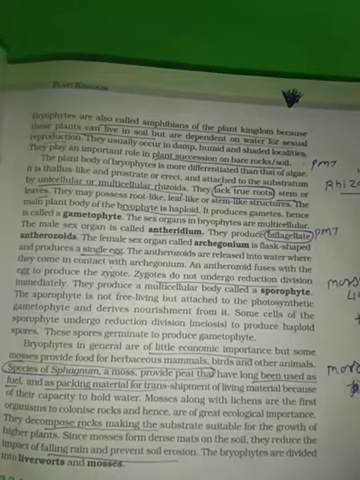 PLANT KINGDOM
Bryophytes are also called amphibians of the plant kingdom because
these plants can live in soil but are dependent on water for sexual
reproduction. They usually occur in damp, humid and shaded localities.
They play an important role in plant succession on bare rocks/soil.
The plant body of bryophytes is more differentiated than that of algae.
It is thallus-like and prostrate or erect, and attached to the substratum
by unicellular or multicellular rhizoids. They lack true roots, stem or
leaves. They may possess root-like, leaf-like or stem-like structures. The
main plant body of the bryophyte is haploid. It produces gametes, hence
is called a gametophyte. The sex organs in bryophytes are multicellular.
The male sex organ is called antheridium. They produce biflagellate
antherozoids. The female sex organ called archegonium is flask-shaped
and produces a single egg. The antherozoids are released into water where
they come in contact with archegonium. An antherozoid fuses with the
egg to produce the zygote. Zygotes do not undergo reduction division
immediately. They produce a multicellular body called a sporophyte.
The sporophyte is not free-living but attached to the photosynthetic
gametophyte and derives nourishment from it. Some cells of the
sporophyte undergo reduction division (meiosis) to produce haploid
spores. These spores germinate to produce gametophyte.
Bryophytes in general are of little economic importance but some
mosses provide food for herbaceous mammals, birds and other animals.
Species of Sphagnum, a moss, provide peat that have long been used as
fuel, and as packing material for trans-shipment of living material because
of their capacity to hold water. Mosses along with lichens are the first
organisms to colonise rocks and hence, are of great ecological importance.
They decompose rocks making the substrate suitable for the growth of
higher plants. Since mosses form dense mats on the soil, they reduce the
impact of falling rain and prevent soil erosion. The bryophytes are divided
into liverworts and mosses.
PMT
PMT